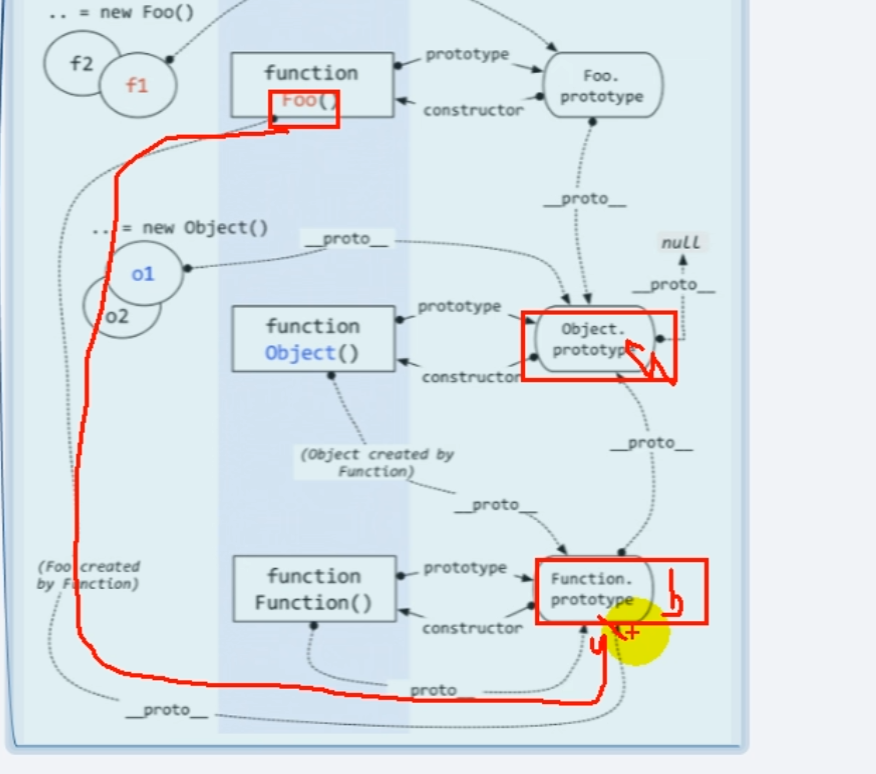 .. = new Foo()
f2
f1
function
Foo()
prototype
constructor
Foo.
prototype
__proto__
.. = new Object()
__proto__
null
__proto__
o1
o2
function
Object()
prototype
constructor
Object.
prototype
(Object created by
Function)
__proto__
__proto__
(Foo created
by Function)
function
Function()
prototype
constructor
Function.
prototype
b
__proto__
__proto__